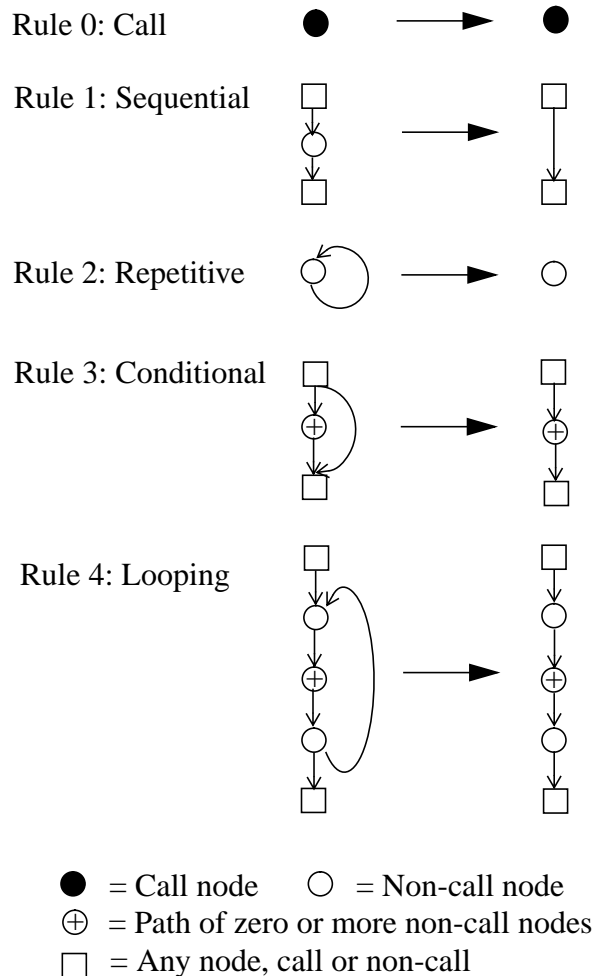 Rule 0: Call
Rule 1: Sequential
Rule 2: Repetitive
Rule 3: Conditional
Rule 4: Looping
= Call node = Non-call node
= Path of zero or more non-call nodes
= Any node, call or non-call